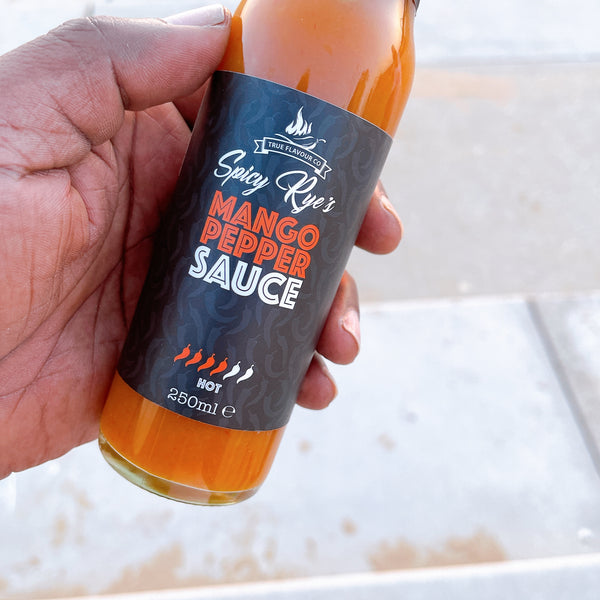 TRUE FLAVOUR CO
Spicy Rye's
MANGO
PEPPER
SAUCE
HOT
250ml ℮